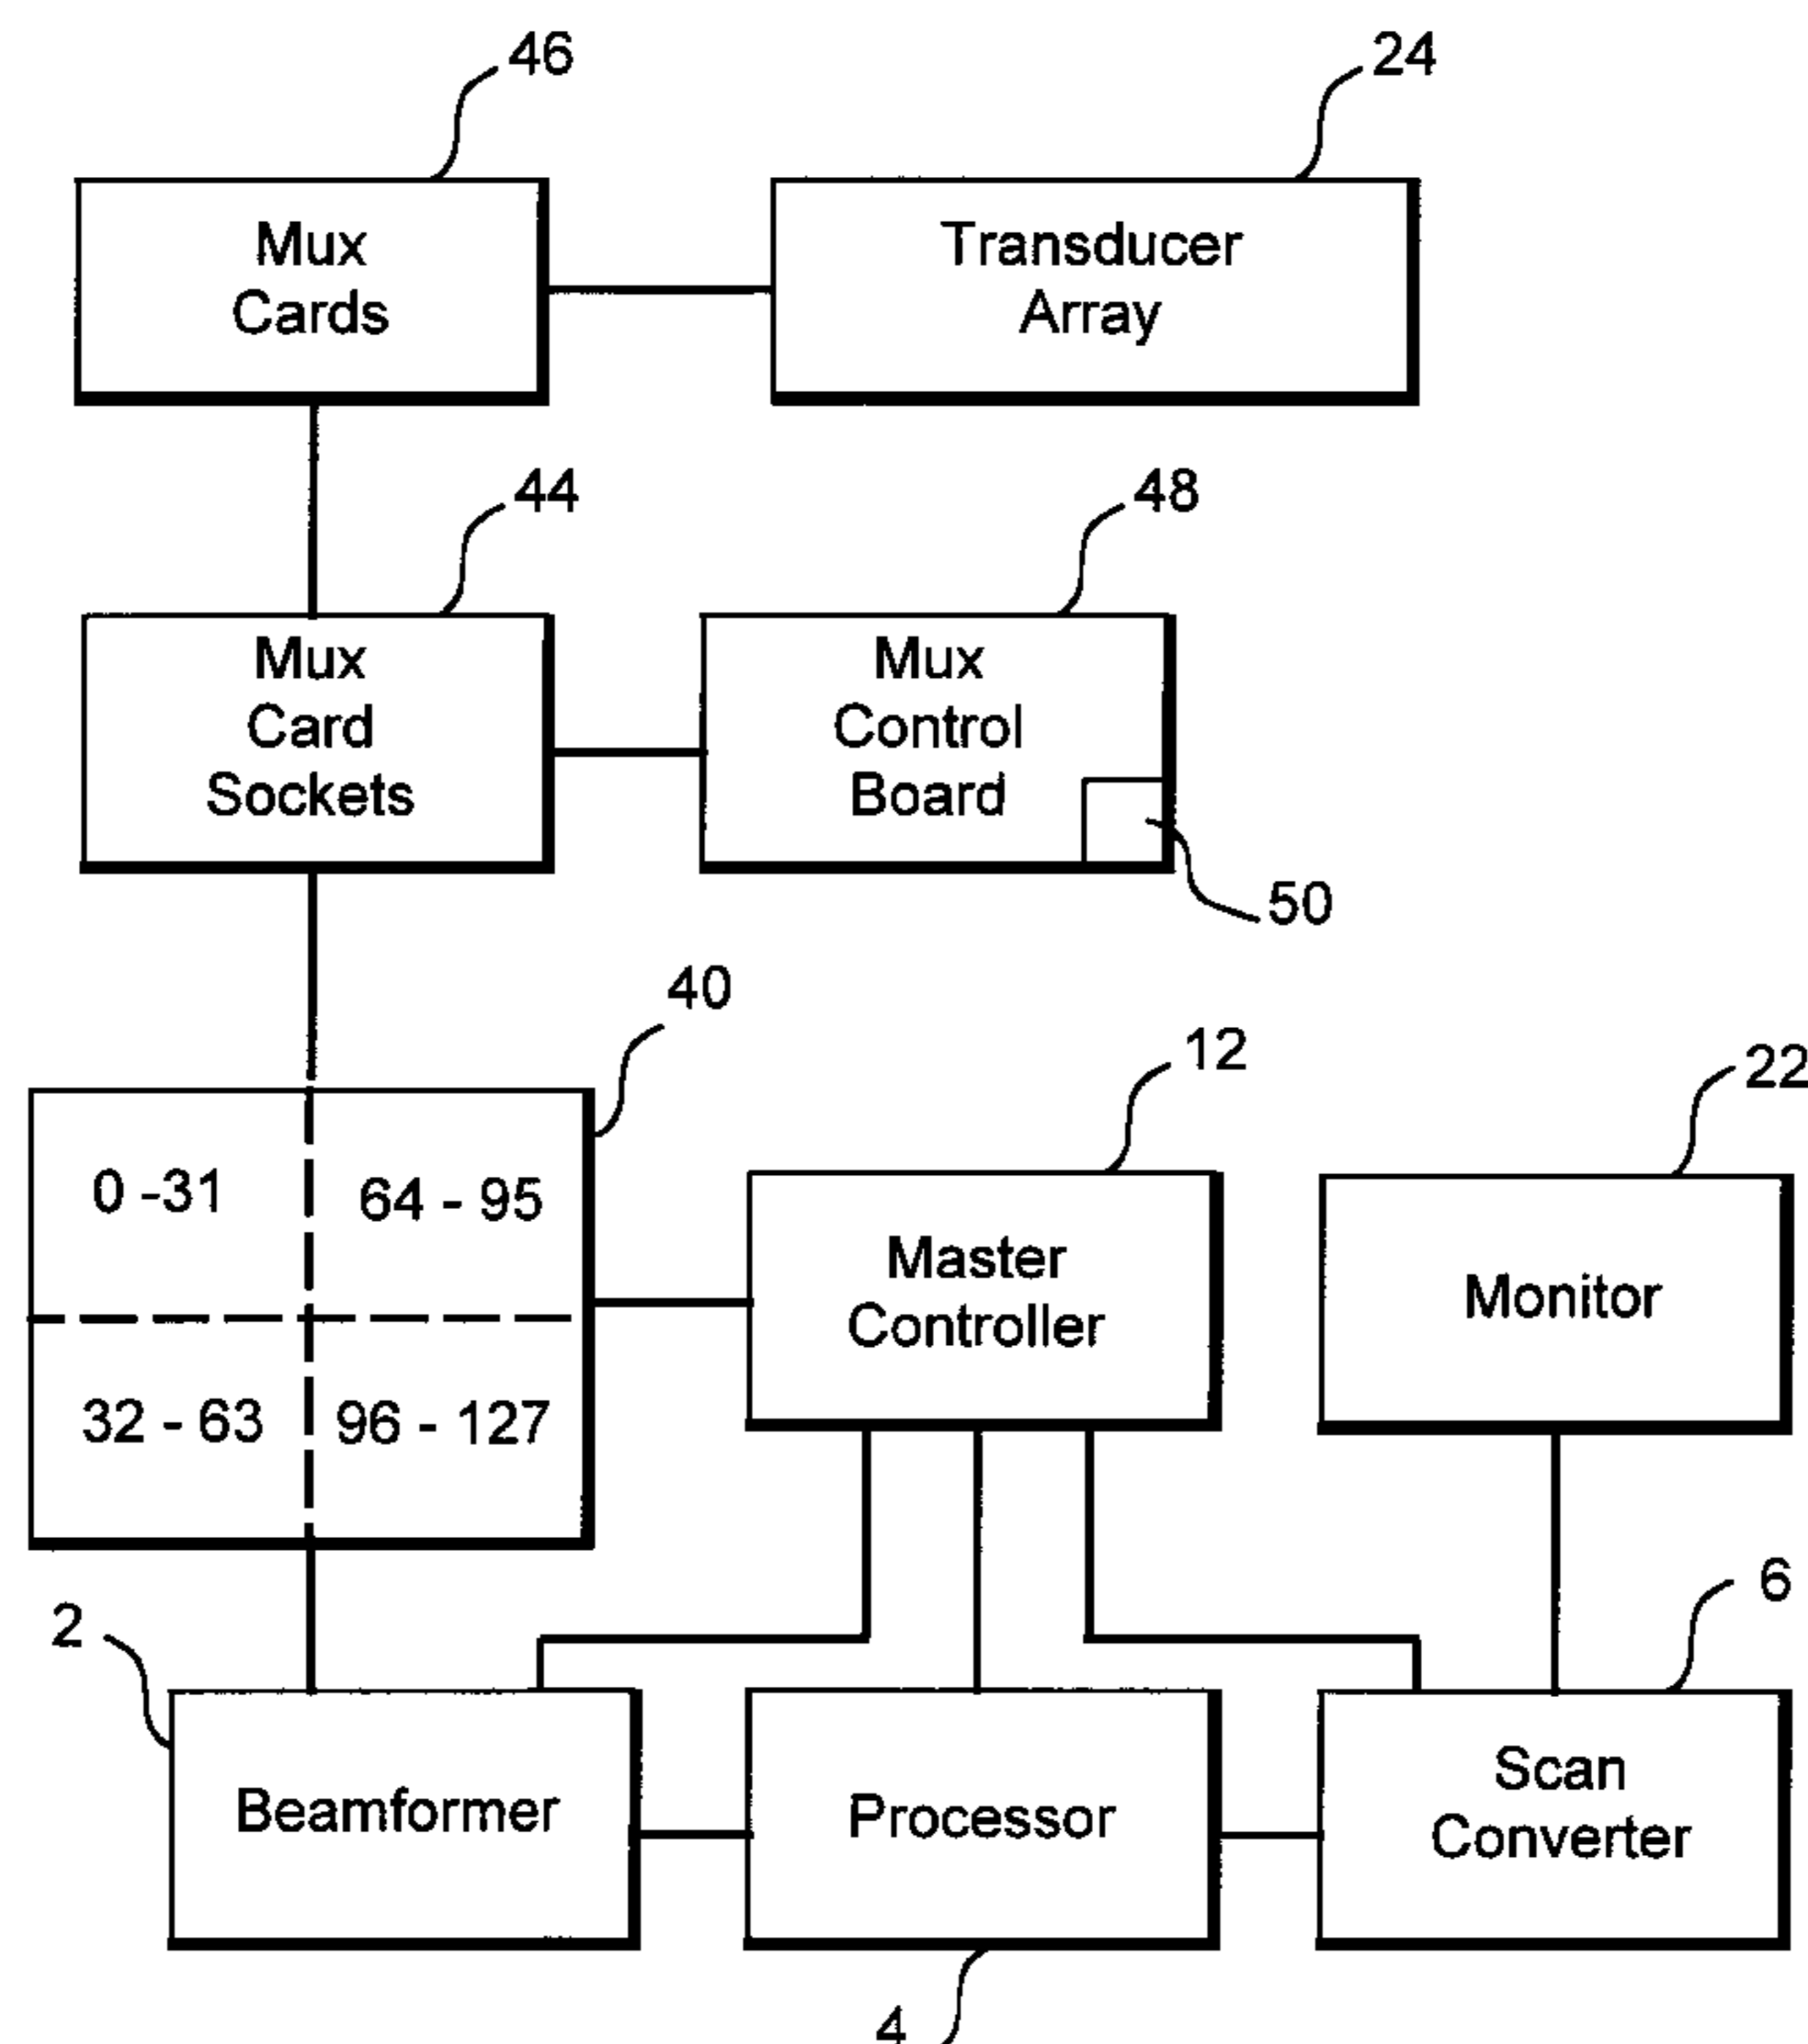 46
24
Mux
Cards
Transducer
Array
44
48
Mux
Card
Sockets
Mux
Control
Board
50
40
12
22
0 -31
64 - 95
32 - 63
96 - 127
Master
Controller
Monitor
2
6
Beamformer
Processor
Scan
Converter
4